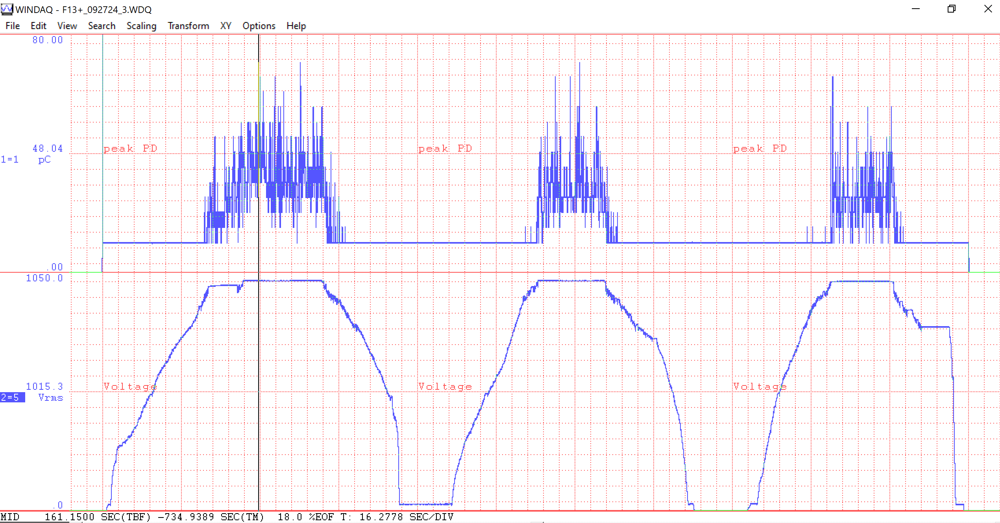 WINDAQ - F13+_092724_3.WDQ
File Edit View Search Scaling Transform XY Options Help
80.00
48.04 peak PD peak PD peak PD
1=1 pC
.00
1050.0
1015.3 Voltage Voltage Voltage
2=5 Vrms
.0
MID 161.1500 SEC(TBF) -734.9389 SEC(TM) 18.0 %EOF T: 16.2778 SEC/DIV